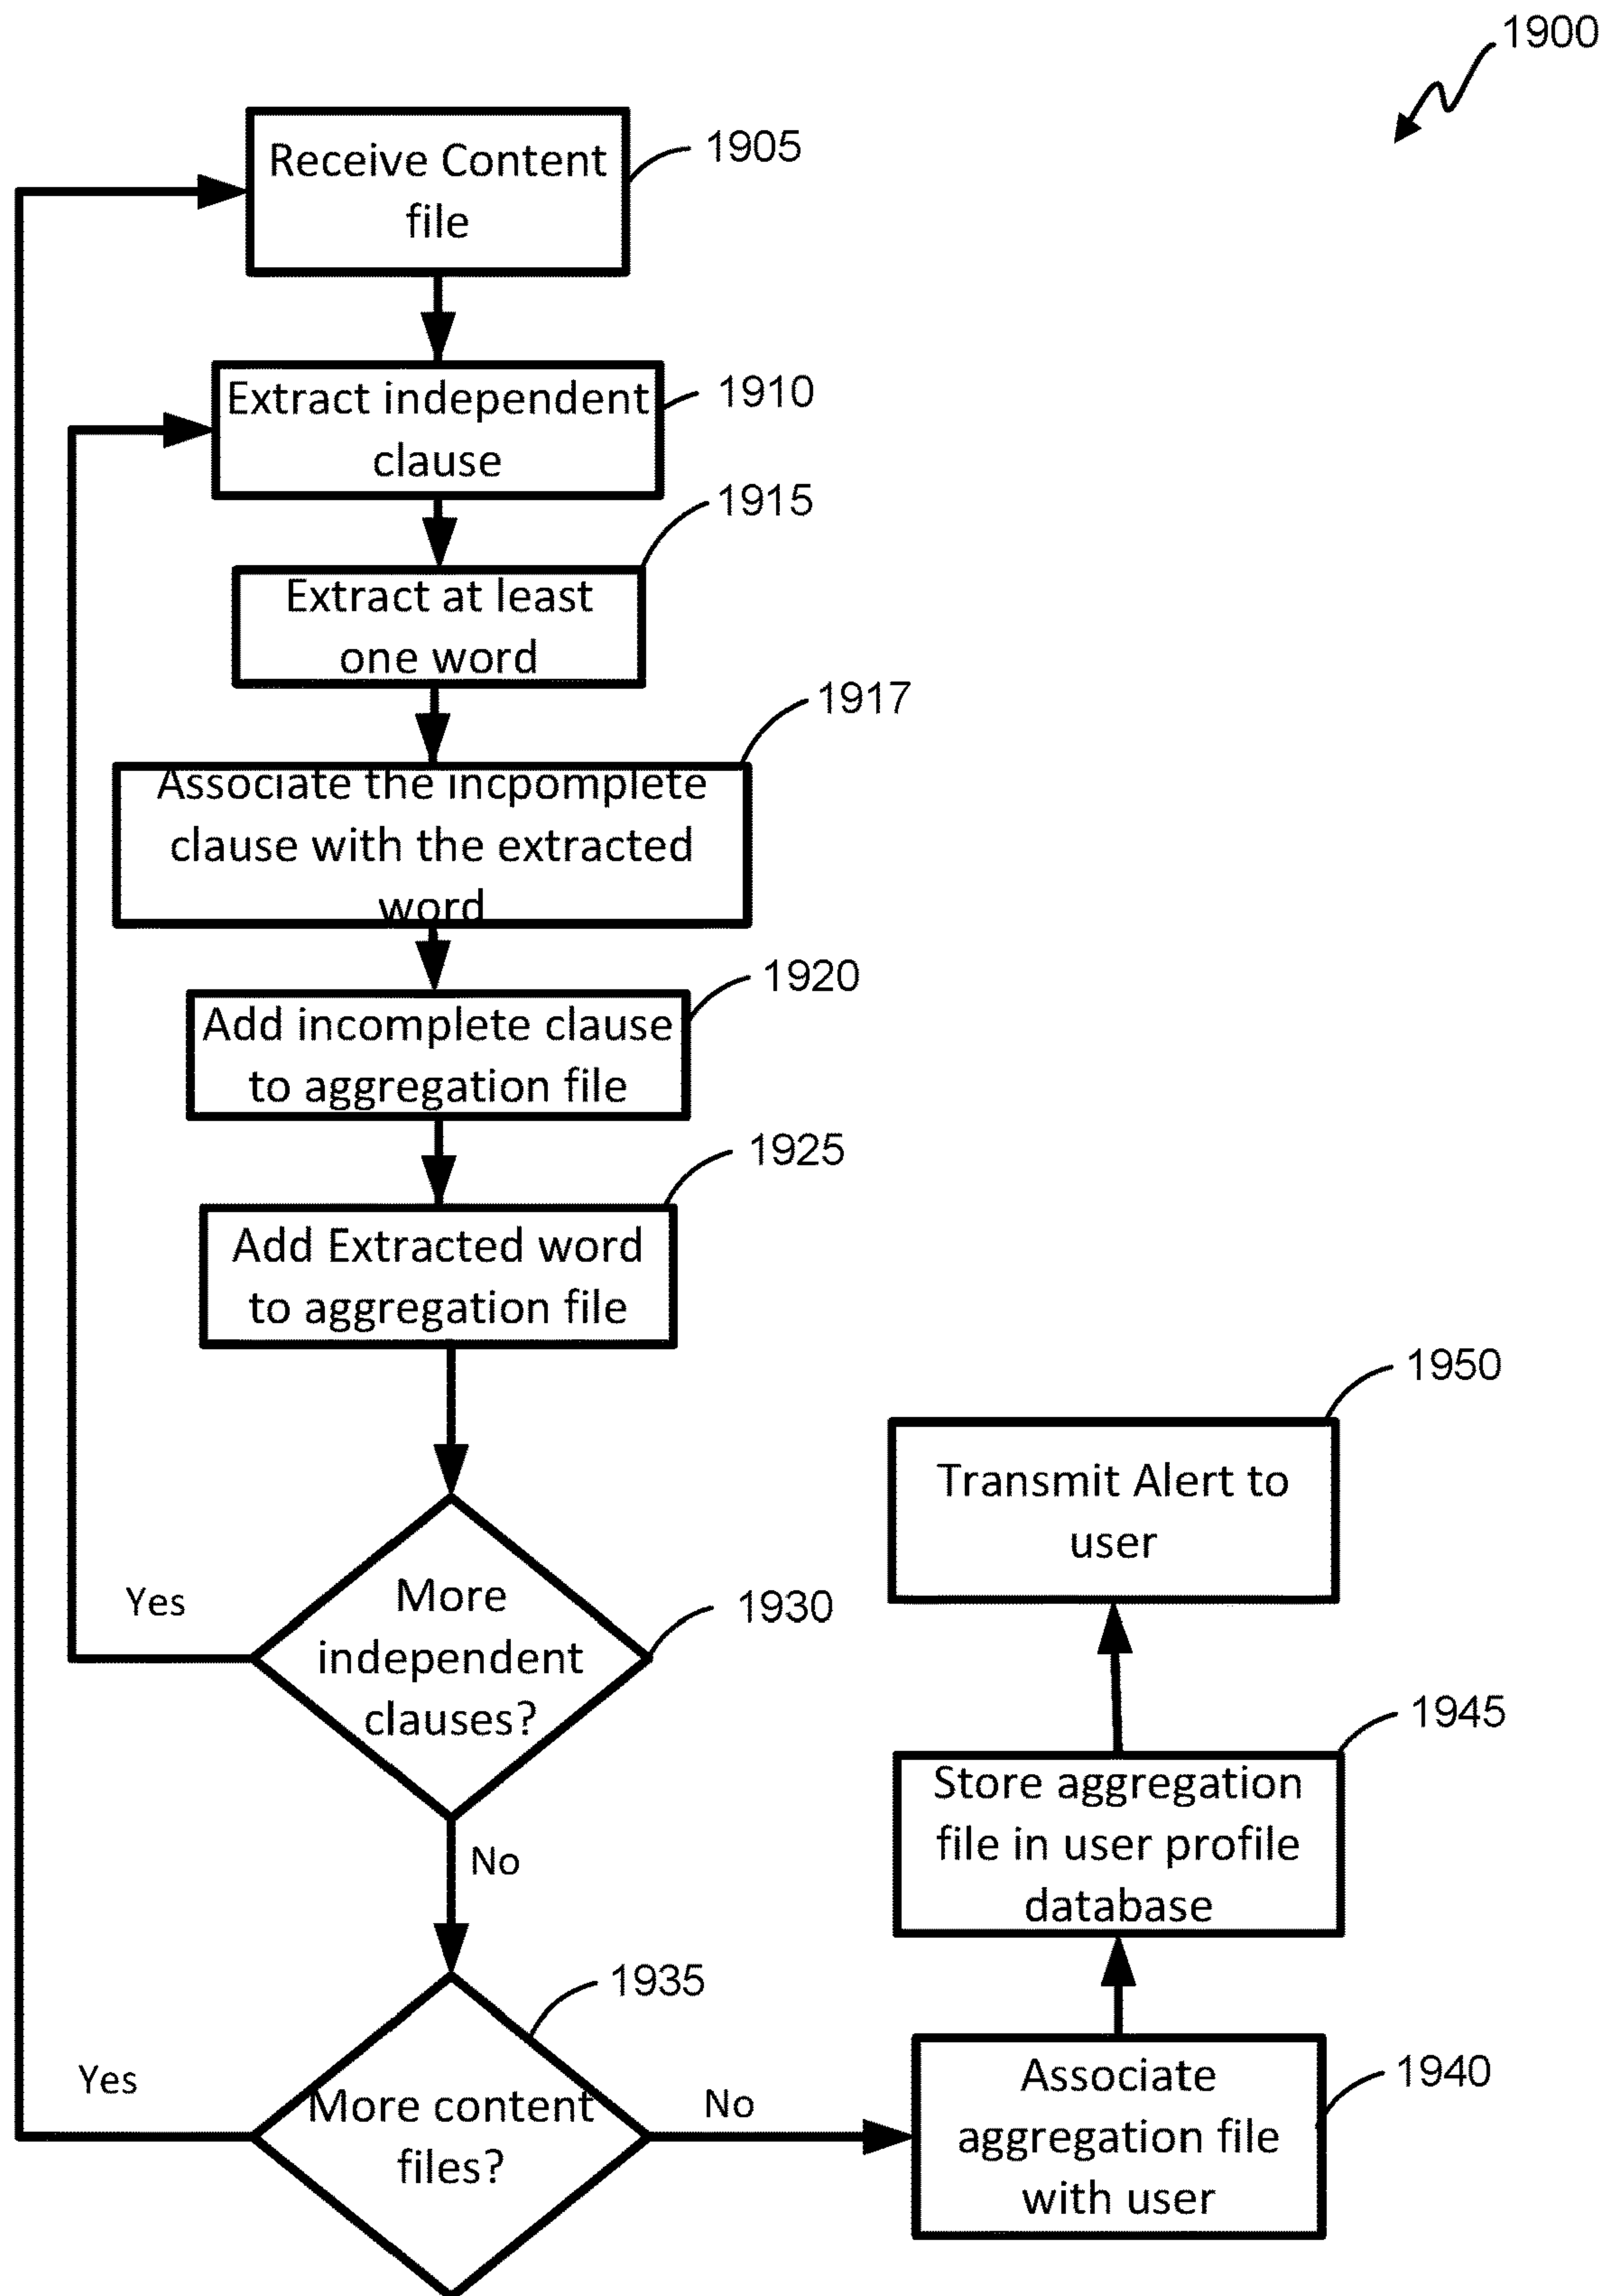 1900
Receive Content
file
1905
Extract independent
clause
1910
Extract at least
one word
1915
Associate the incpomplete
clause with the extracted
word
1917
Add incomplete clause
to aggregation file
1920
Add Extracted word
to aggregation file
1925
More
independent
clauses?
1930
Yes
No
More content
files?
1935
Yes
No
Associate
aggregation file
with user
1940
Store aggregation
file in user profile
database
1945
Transmit Alert to
user
1950